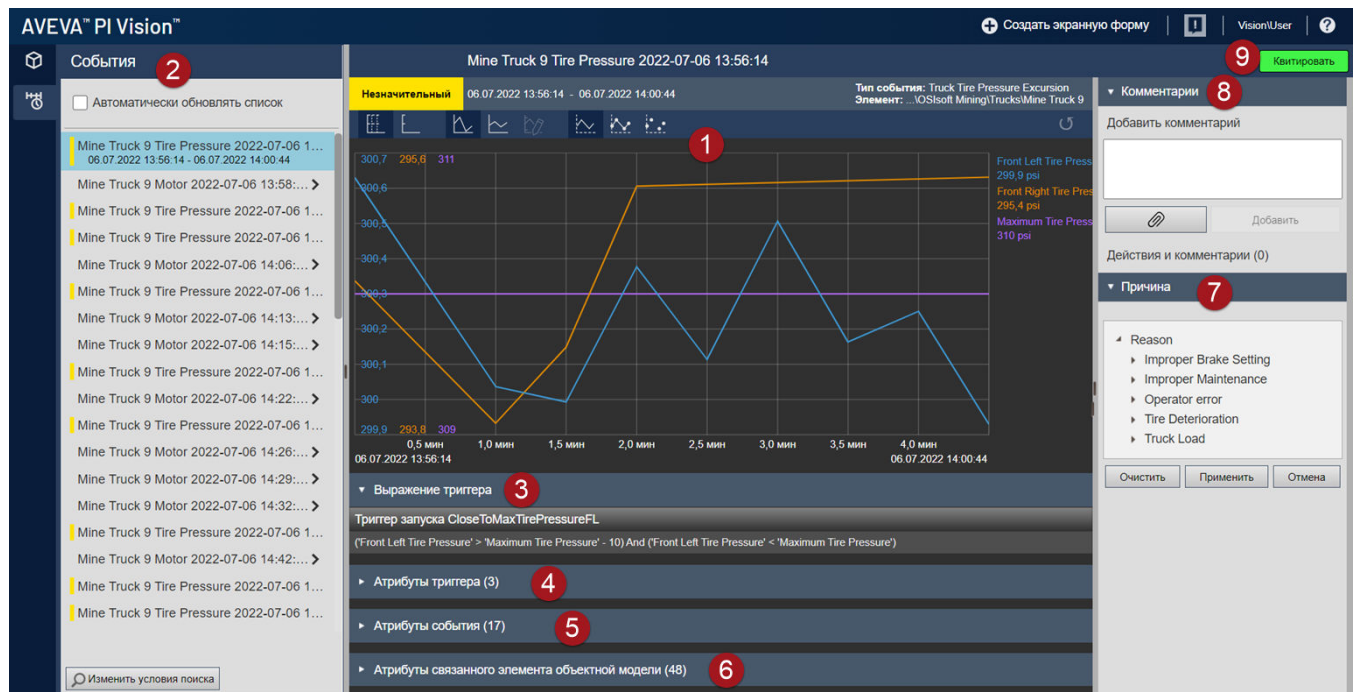 AVEVA™ PI Vision™
Создать экранную форму
Vision\User
?
События
2
Автоматически обновлять список
Mine Truck 9 Tire Pressure 2022-07-06 1...
06.07.2022 13:56:14 - 06.07.2022 14:00:44
Mine Truck 9 Motor 2022-07-06 13:58:...
Mine Truck 9 Tire Pressure 2022-07-06 1...
Mine Truck 9 Tire Pressure 2022-07-06 1...
Mine Truck 9 Motor 2022-07-06 14:06:...
Mine Truck 9 Tire Pressure 2022-07-06 1...
Mine Truck 9 Motor 2022-07-06 14:13:...
Mine Truck 9 Motor 2022-07-06 14:15:...
Mine Truck 9 Tire Pressure 2022-07-06 1...
Mine Truck 9 Motor 2022-07-06 14:22:...
Mine Truck 9 Tire Pressure 2022-07-06 1...
Mine Truck 9 Motor 2022-07-06 14:26:...
Mine Truck 9 Motor 2022-07-06 14:29:...
Mine Truck 9 Motor 2022-07-06 14:32:...
Mine Truck 9 Tire Pressure 2022-07-06 1...
Mine Truck 9 Motor 2022-07-06 14:42:...
Mine Truck 9 Tire Pressure 2022-07-06 1...
Mine Truck 9 Tire Pressure 2022-07-06 1...
Изменить условия поиска
Mine Truck 9 Tire Pressure 2022-07-06 13:56:14
9
Квитировать
Незначительный
06.07.2022 13:56:14 - 06.07.2022 14:00:44
Тип события: Truck Tire Pressure Excursion
Элемент: ...\OSIsoft Mining\Trucks\Mine Truck 9
1
300,7 295,6 311
300,6
300,5
300,4
300,3
300,2
300,1
300
299,9 293,8 309
Front Left Tire Press
299,9 psi
Front Right Tire Pres
295,4 psi
Maximum Tire Press
310 psi
0,5 мин 1,0 мин 1,5 мин 2,0 мин 2,5 мин 3,0 мин 3,5 мин 4,0 мин
06.07.2022 13:56:14 06.07.2022 14:00:44
Выражение триггера
3
Триггер запуска CloseToMaxTirePressureFL
('Front Left Tire Pressure' > 'Maximum Tire Pressure' - 10) And ('Front Left Tire Pressure' < 'Maximum Tire Pressure')
Атрибуты триггера (3)
4
Атрибуты события (17)
5
Атрибуты связанного элемента объектной модели (48)
6
Комментарии
8
Добавить комментарий
Добавить
Действия и комментарии (0)
Причина
7
Reason
Improper Brake Setting
Improper Maintenance
Operator error
Tire Deterioration
Truck Load
Очистить
Применить
Отмена